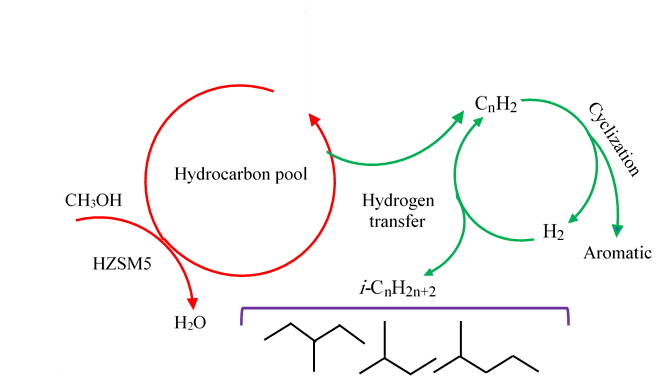 CₙH₂
Cyclization
Hydrocarbon pool
CH₃OH
Hydrogen
transfer
H₂
Aromatic
HZSM5
i-CₙH₂ₙ₊₂
H₂O